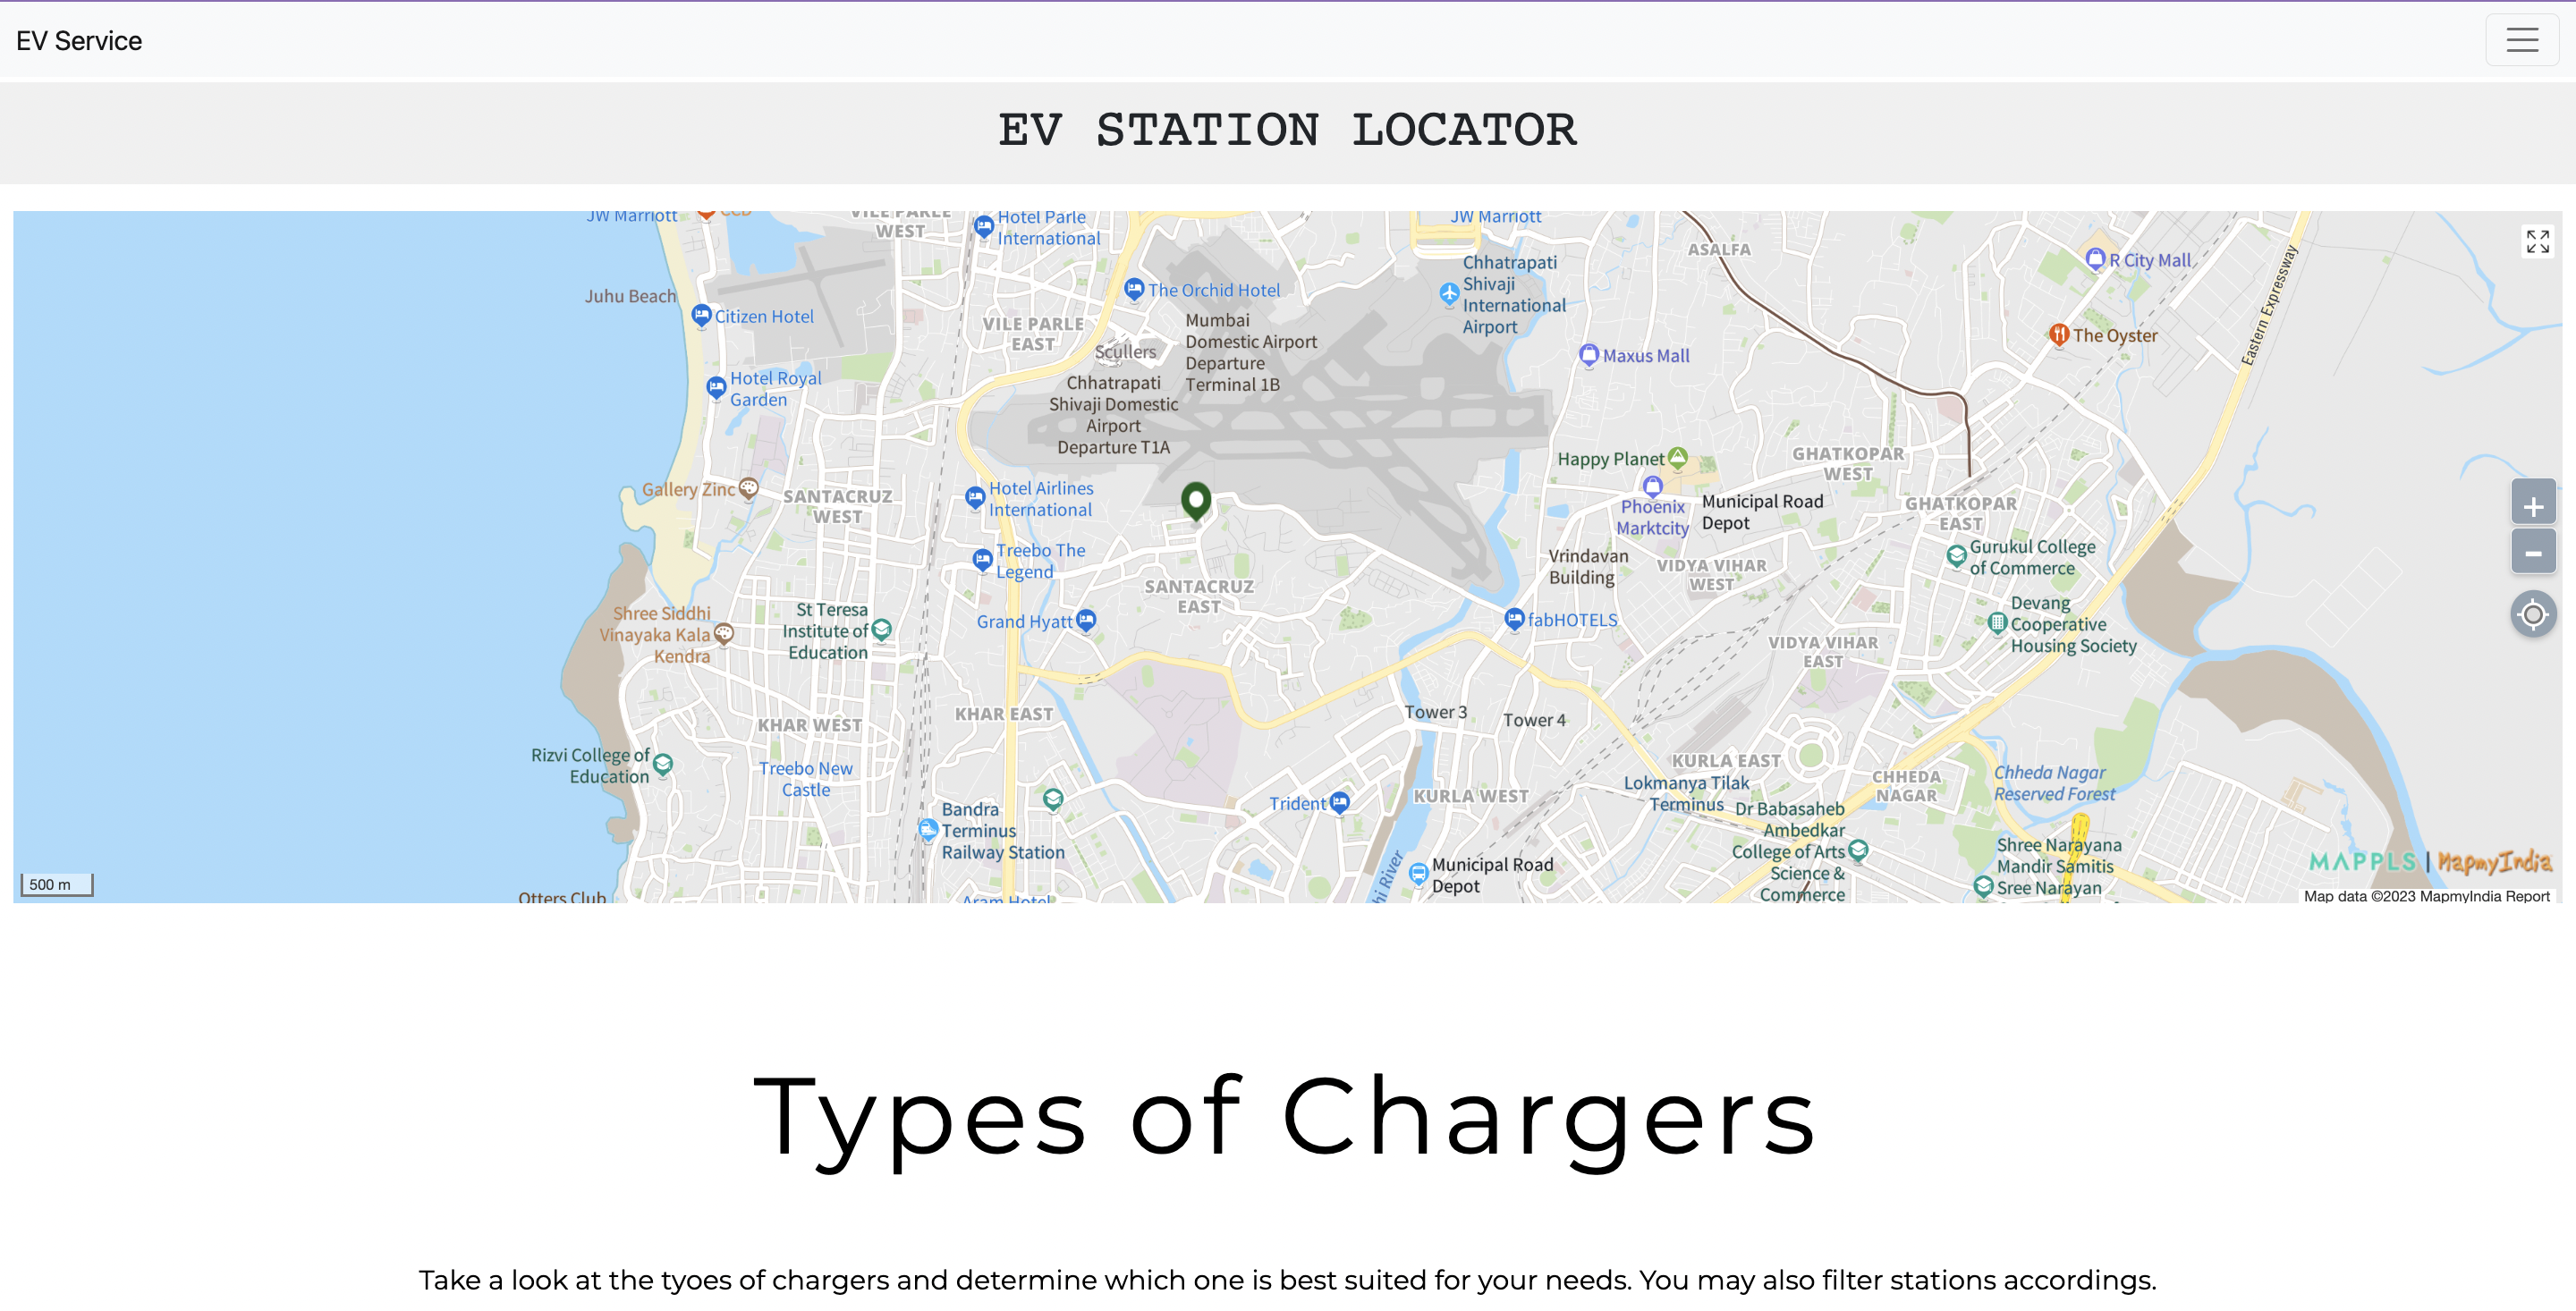 EV Service
EV STATION LOCATOR
JW Marriott
CCD
VILE PARLE
WEST
Hotel Parle
International
JW Marriott
ASALFA
R City Mall
Chhatrapati
Shivaji
International
Airport
Juhu Beach
The Orchid Hotel
Citizen Hotel
VILE PARLE
EAST
Scullers
Mumbai
Domestic Airport
Departure
Terminal 1B
Eastern Expressway
The Oyster
Maxus Mall
Hotel Royal
Garden
Chhatrapati
Shivaji Domestic
Airport
Departure T1A
Happy Planet
GHATKOPAR
WEST
Gallery Zinc
SANTACRUZ
WEST
Hotel Airlines
International
Phoenix
Marktcity
Municipal Road
Depot
GHATKOPAR
EAST
+
-
Treebo The
Legend
Vrindavan
Building
VIDYA VIHAR
WEST
Gurukul College
of Commerce
SANTACRUZ
EAST
Shree Siddhi
Vinayaka Kala
Kendra
St Teresa
Institute of
Education
Grand Hyatt
fabHOTELS
Devang
Cooperative
Housing Society
VIDYA VIHAR
EAST
KHAR WEST
KHAR EAST
Tower 3
Tower 4
Rizvi College of
Education
Treebo New
Castle
KURLA EAST
Lokmanya Tilak
Terminus
CHHEDA
NAGAR
Chheda Nagar
Reserved Forest
Bandra
Terminus
Railway Station
Trident
KURLA WEST
Dr Babasaheb
Ambedkar
College of Arts
Science &
Commerce
hi River
Municipal Road
Depot
Shree Narayana
Mandir Samitis
Sree Narayan
MAPPLS | MapmyIndia
500 m
Otters Club
Aram Hotel
Map data ©2023 MapmyIndia Report
Types of Chargers
Take a look at the tyoes of chargers and determine which one is best suited for your needs. You may also filter stations accordings.